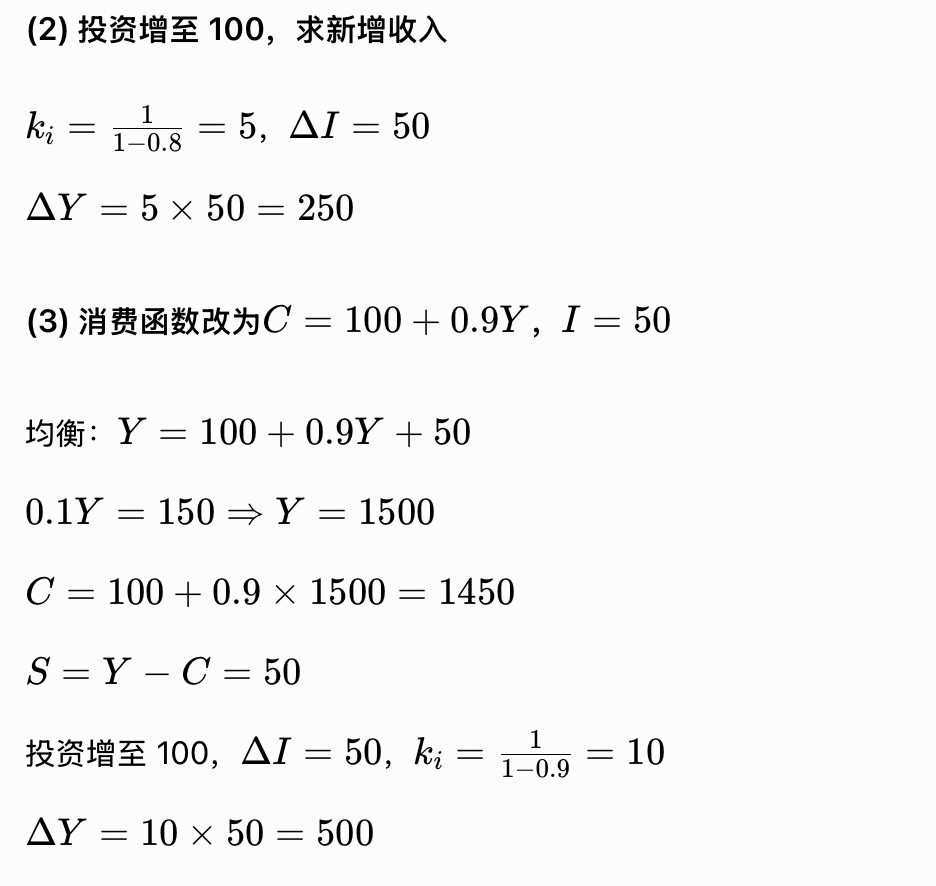 (2) 投资增至 100，求新增收入
k_i = \frac{1}{1-0.8} = 5, ΔI = 50
ΔY = 5 × 50 = 250
(3) 消费函数改为C = 100 + 0.9Y, I = 50
均衡：Y = 100 + 0.9Y + 50
0.1Y = 150 ⇒ Y = 1500
C = 100 + 0.9 × 1500 = 1450
S = Y − C = 50
投资增至 100，ΔI = 50, k_i = \frac{1}{1-0.9} = 10
ΔY = 10 × 50 = 500